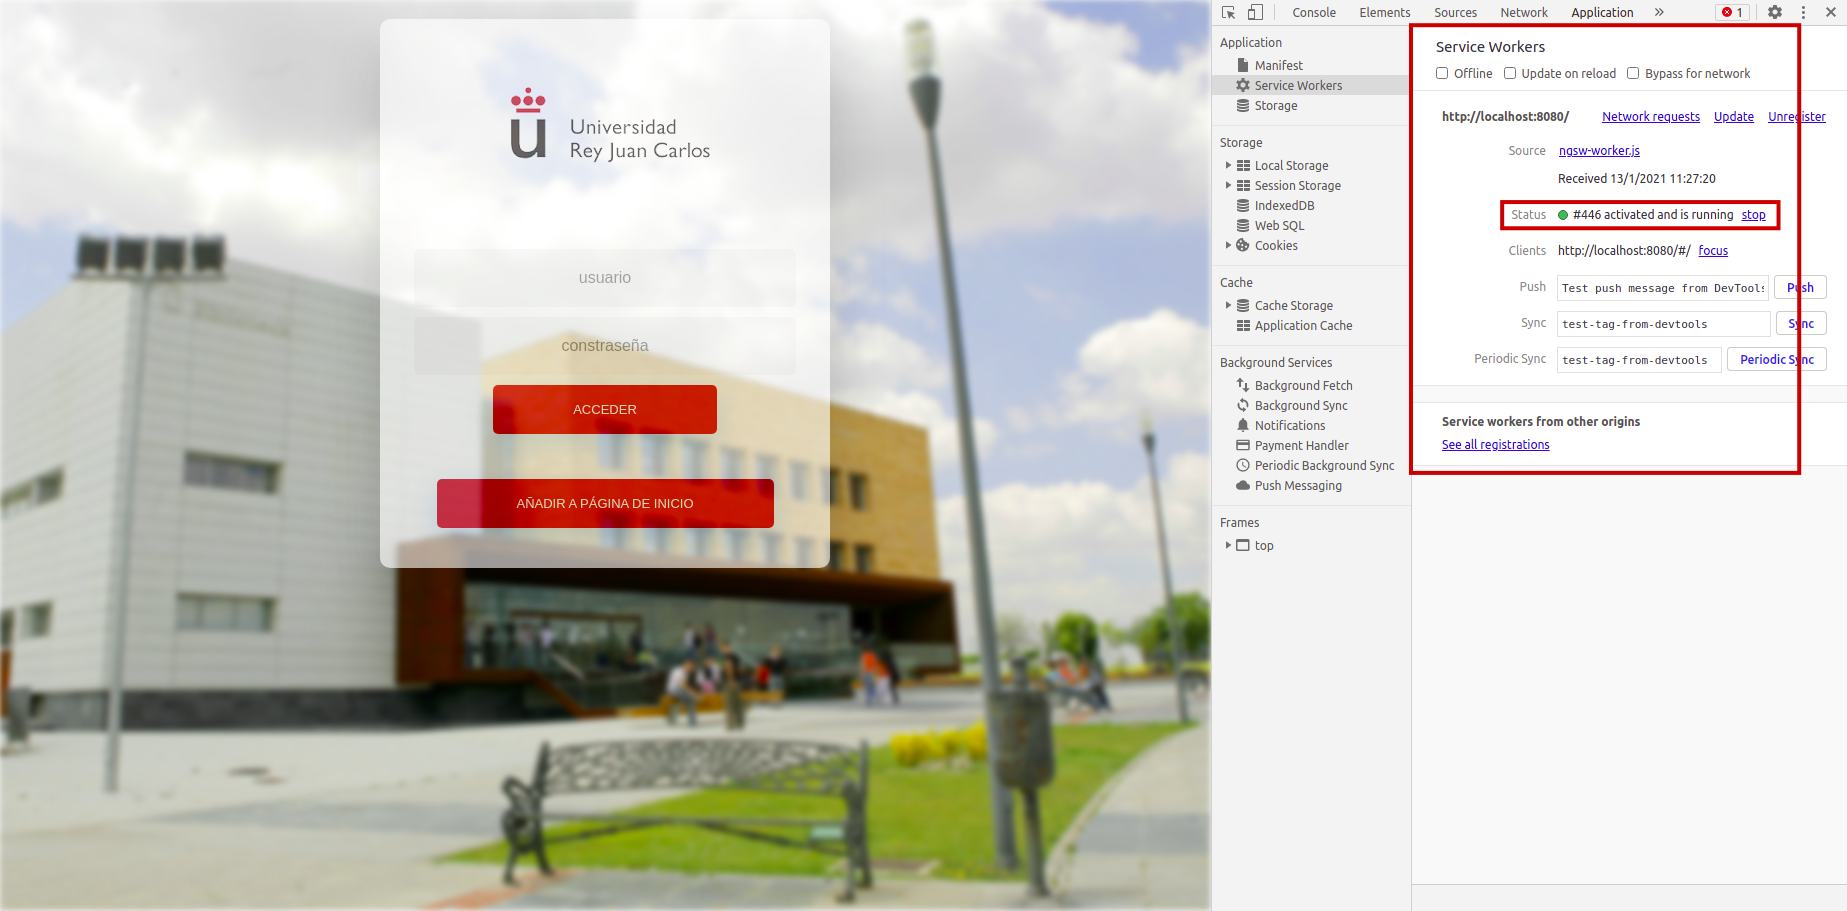 Universidad
Rey Juan Carlos
usuario
constraseña
ACCEDER
AÑADIR A PÁGINA DE INICIO
Console Elements Sources Network Application » 1
Application
Manifest
Service Workers
Storage
Storage
Local Storage
Session Storage
IndexedDB
Web SQL
Cookies
Cache
Cache Storage
Application Cache
Background Services
Background Fetch
Background Sync
Notifications
Payment Handler
Periodic Background Sync
Push Messaging
Frames
top
Service Workers
Offline Update on reload Bypass for network
http://localhost:8080/ Network requests Update Unregister
Source ngsw-worker.js
Received 13/1/2021 11:27:20
Status #446 activated and is running stop
Clients http://localhost:8080/#/ focus
Push Test push message from DevTools Push
Sync test-tag-from-devtools Sync
Periodic Sync test-tag-from-devtools Periodic Sync
Service workers from other origins
See all registrations